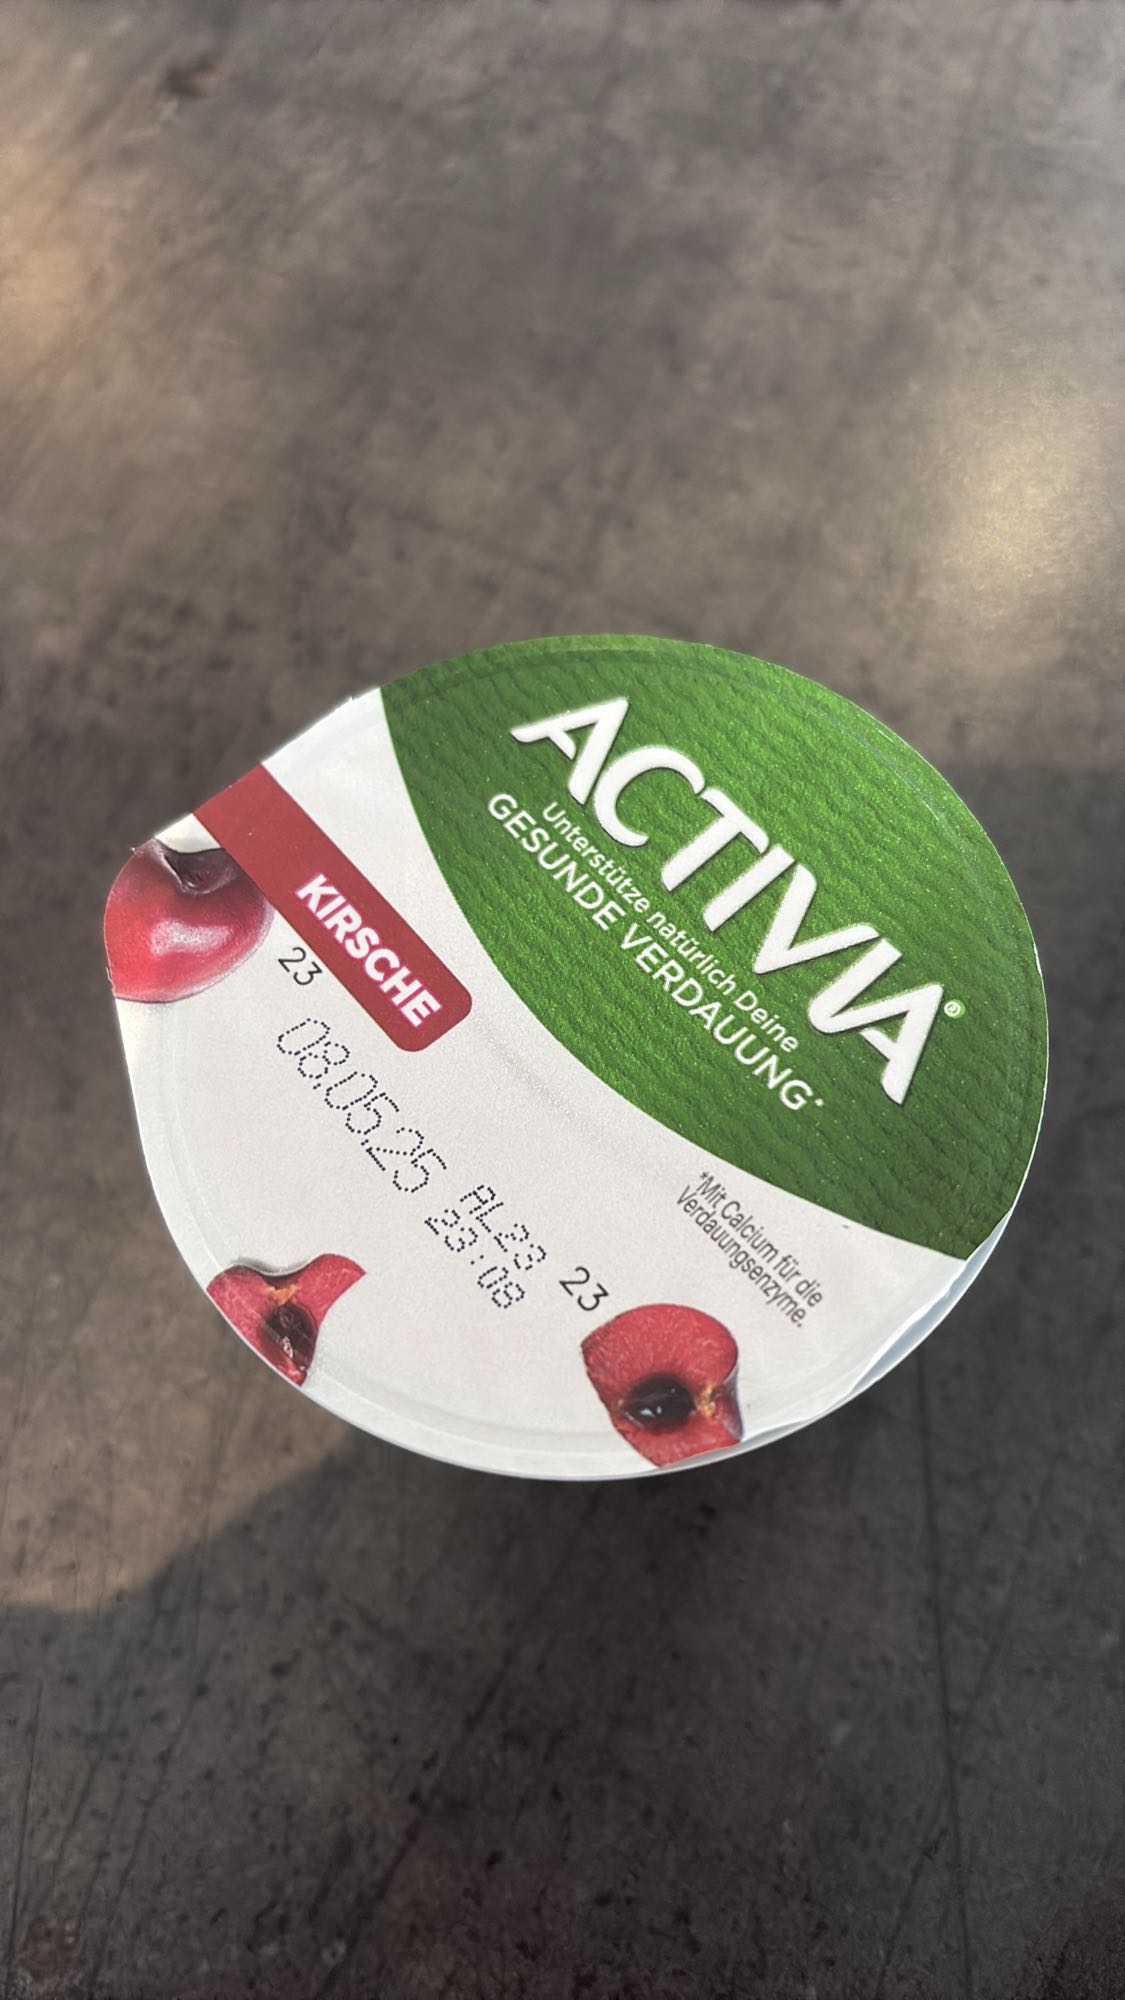 ACTIVIA®
Unterstütze natürlich Deine
GESUNDE VERDAUUNG*
KIRSCHE
23
08.05.25
AL23
23:08
23
*Mit Calcium für die
Verdauungsenzyme.